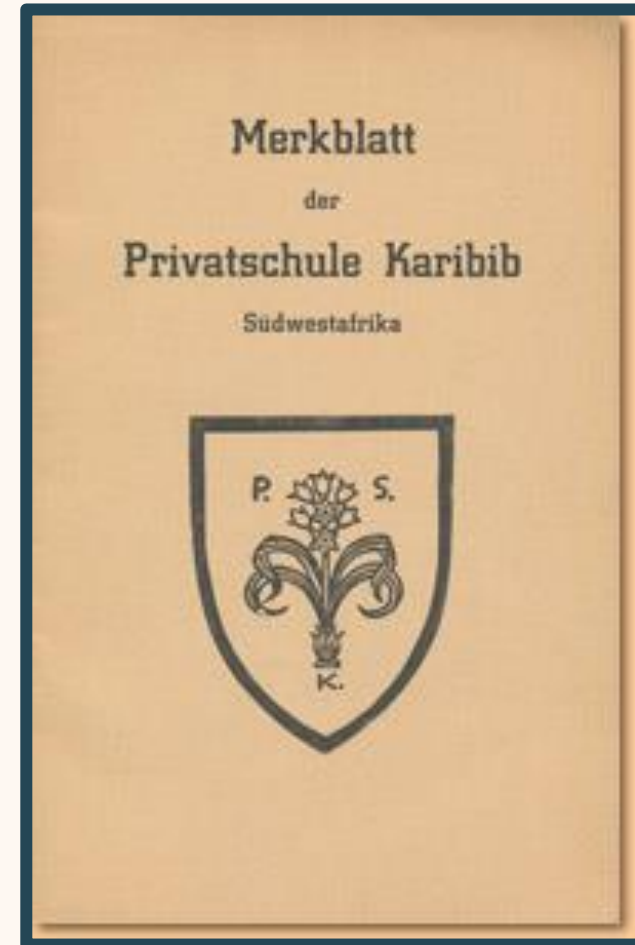 Merkblatt
der
Privatschule Karibib
Südwestafrika
P. S.
K.